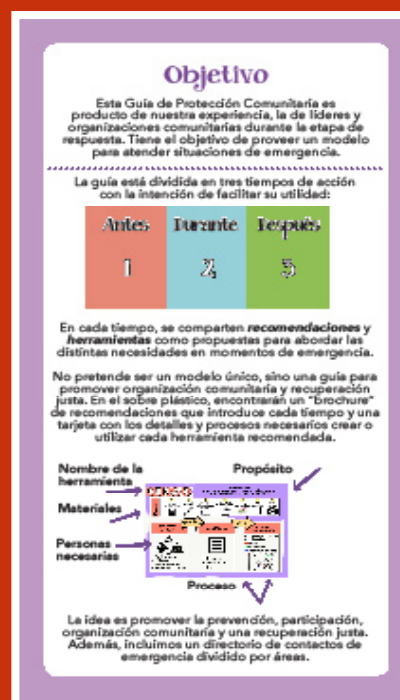 Objetivo
Esta Guía de Protección Comunitaria es
producto de nuestra experiencia, la de líderes y
organizaciones comunitarias durante la etapa de
respuesta. Tiene el objetivo de proveer un modelo
para atender situaciones de emergencia.
La guía está dividida en tres tiempos de acción
con la intención de facilitar su utilidad:
Antes Durante Después
1 2 3
En cada tiempo, se comparten recomendaciones y
herramientas como propuestas para abordar las
distintas necesidades en momentos de emergencia.
No pretende ser un modelo único, sino una guía para
promover organización comunitaria y recuperación
justa. En el sobre plástico, encontrarán un "brochure"
de recomendaciones que introduce cada tiempo y una
tarjeta con los detalles y procesos necesarios crear o
utilizar cada herramienta recomendada.
Nombre de la
herramienta
Propósito
Materiales
Personas
necesarias
Proceso
La idea es promover la prevención, participación,
organización comunitaria y una recuperación justa.
Además, incluimos un directorio de contactos de
emergencia dividido por áreas.